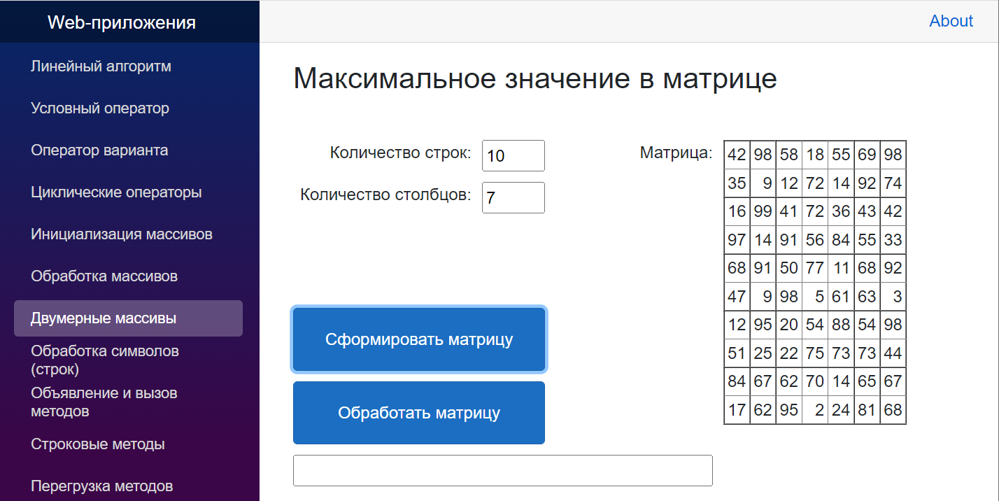 Web-приложения
About
Линейный алгоритм
Условный оператор
Оператор варианта
Циклические операторы
Инициализация массивов
Обработка массивов
Двумерные массивы
Обработка символов
(строк)
Объявление и вызов
методов
Строковые методы
Перегрузка методов
Максимальное значение в матрице
Количество строк: 10
Количество столбцов: 7
Сформировать матрицу
Обработать матрицу
Матрица:
42 98 58 18 55 69 98
35 9 12 72 14 92 74
16 99 41 72 36 43 42
97 14 91 56 84 55 33
68 91 50 77 11 68 92
47 9 98 5 61 63 3
12 95 20 54 88 54 98
51 25 22 75 73 73 44
84 67 62 70 14 65 67
17 62 95 2 24 81 68